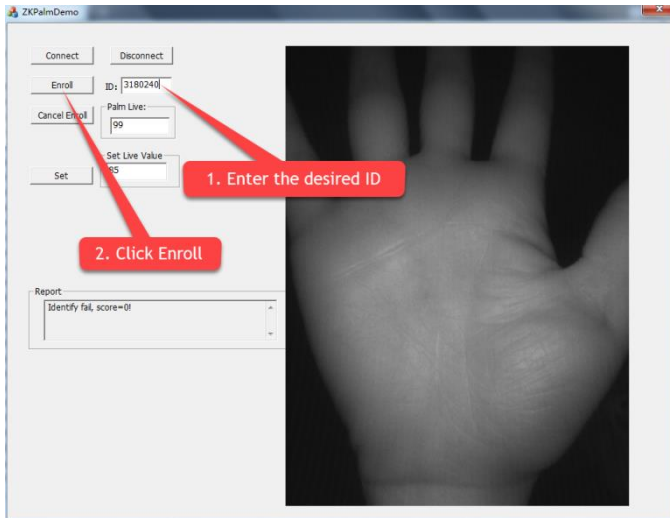 ZKPalmDemo
Connect
Disconnect
Enroll
ID: 3180240
Cancel Enroll
Palm Live:
99
Set Live Value
85
Set
1. Enter the desired ID
2. Click Enroll
Report
Identify fail, score=0!